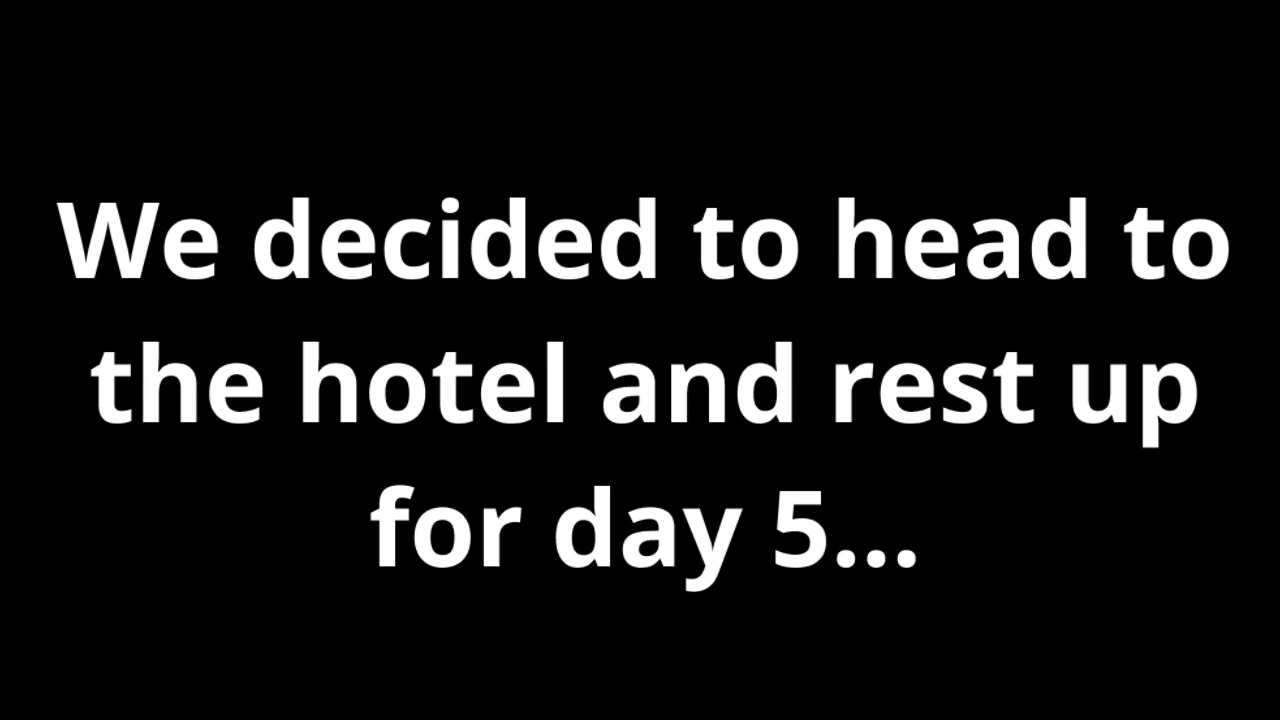 We decided to head to
the hotel and rest up
for day 5...